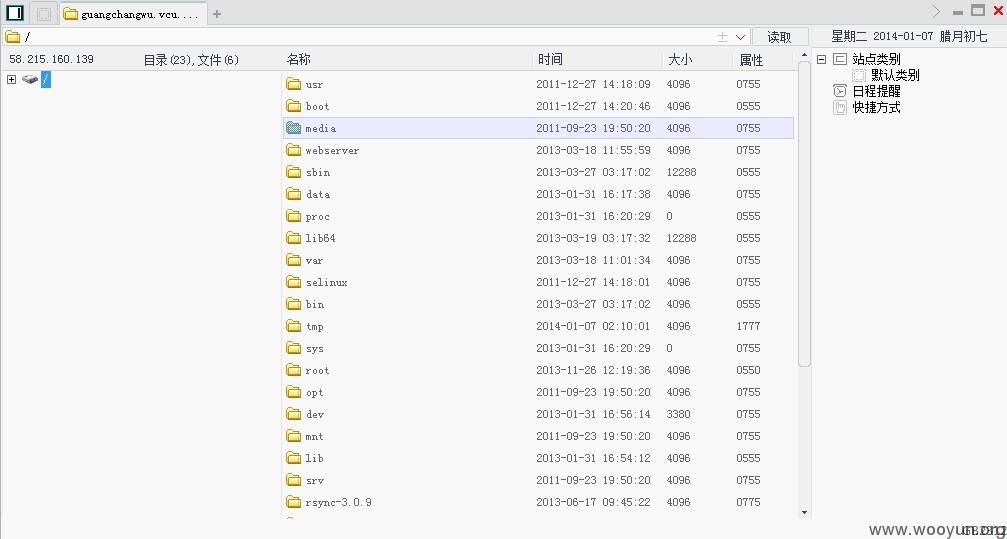 guangchangwu.vcu....
/
读取
星期二 2014-01-07 腊月初七
58.215.160.139
目录(23),文件(6)
名称 时间 大小 属性
/
usr 2011-12-27 14:18:09 4096 0755
boot 2011-12-27 14:20:46 4096 0555
media 2011-09-23 19:50:20 4096 0755
webserver 2013-03-18 11:55:59 4096 0755
sbin 2013-03-27 03:17:02 12288 0555
data 2013-01-31 16:17:38 4096 0755
proc 2013-01-31 16:20:29 0 0555
lib64 2013-03-19 03:17:32 12288 0555
var 2013-03-18 11:01:34 4096 0755
selinux 2011-12-27 14:18:01 4096 0755
bin 2013-03-27 03:17:02 4096 0555
tmp 2014-01-07 02:10:01 4096 1777
sys 2013-01-31 16:20:29 0 0755
root 2013-11-26 12:19:36 4096 0550
opt 2011-09-23 19:50:20 4096 0755
dev 2013-01-31 16:56:14 3380 0755
mnt 2011-09-23 19:50:20 4096 0755
lib 2013-01-31 16:54:12 4096 0555
srv 2011-09-23 19:50:20 4096 0755
rsync-3.0.9 2013-06-17 09:45:22 4096 0775
站点类别
默认类别
日程提醒
快捷方式
www.wooyun.org